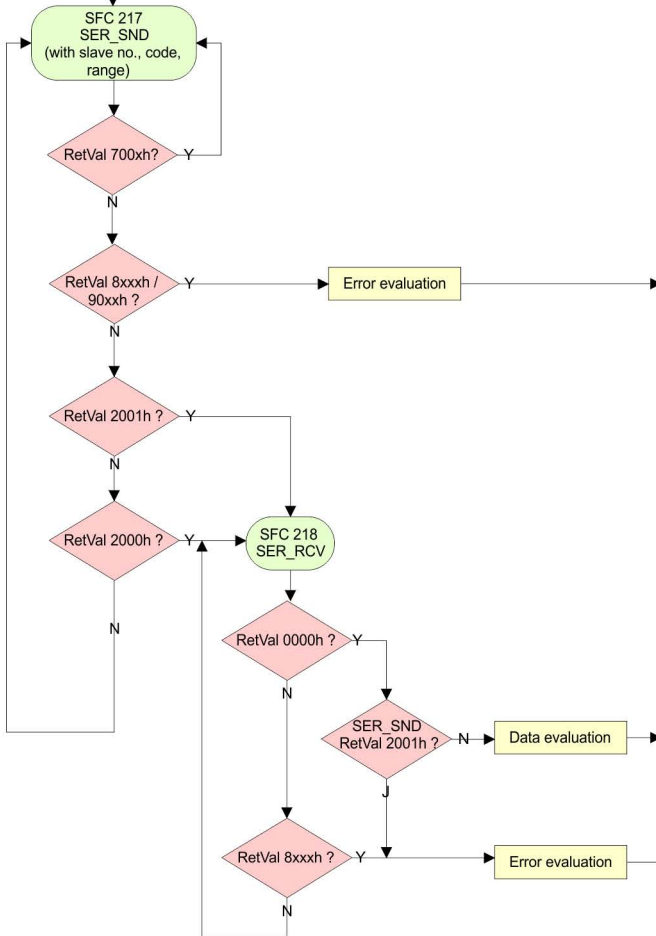 SFC 217
SER_SND
(with slave no., code,
range)
RetVal 700xh?
Y
N
RetVal 8xxxh /
90xxh ?
Y
Error evaluation
N
RetVal 2001h ?
Y
N
RetVal 2000h ?
Y
SFC 218
SER_RCV
N
RetVal 0000h ?
Y
N
SER_SND
RetVal 2001h ?
N
Data evaluation
J
RetVal 8xxxh ?
Y
Error evaluation
N